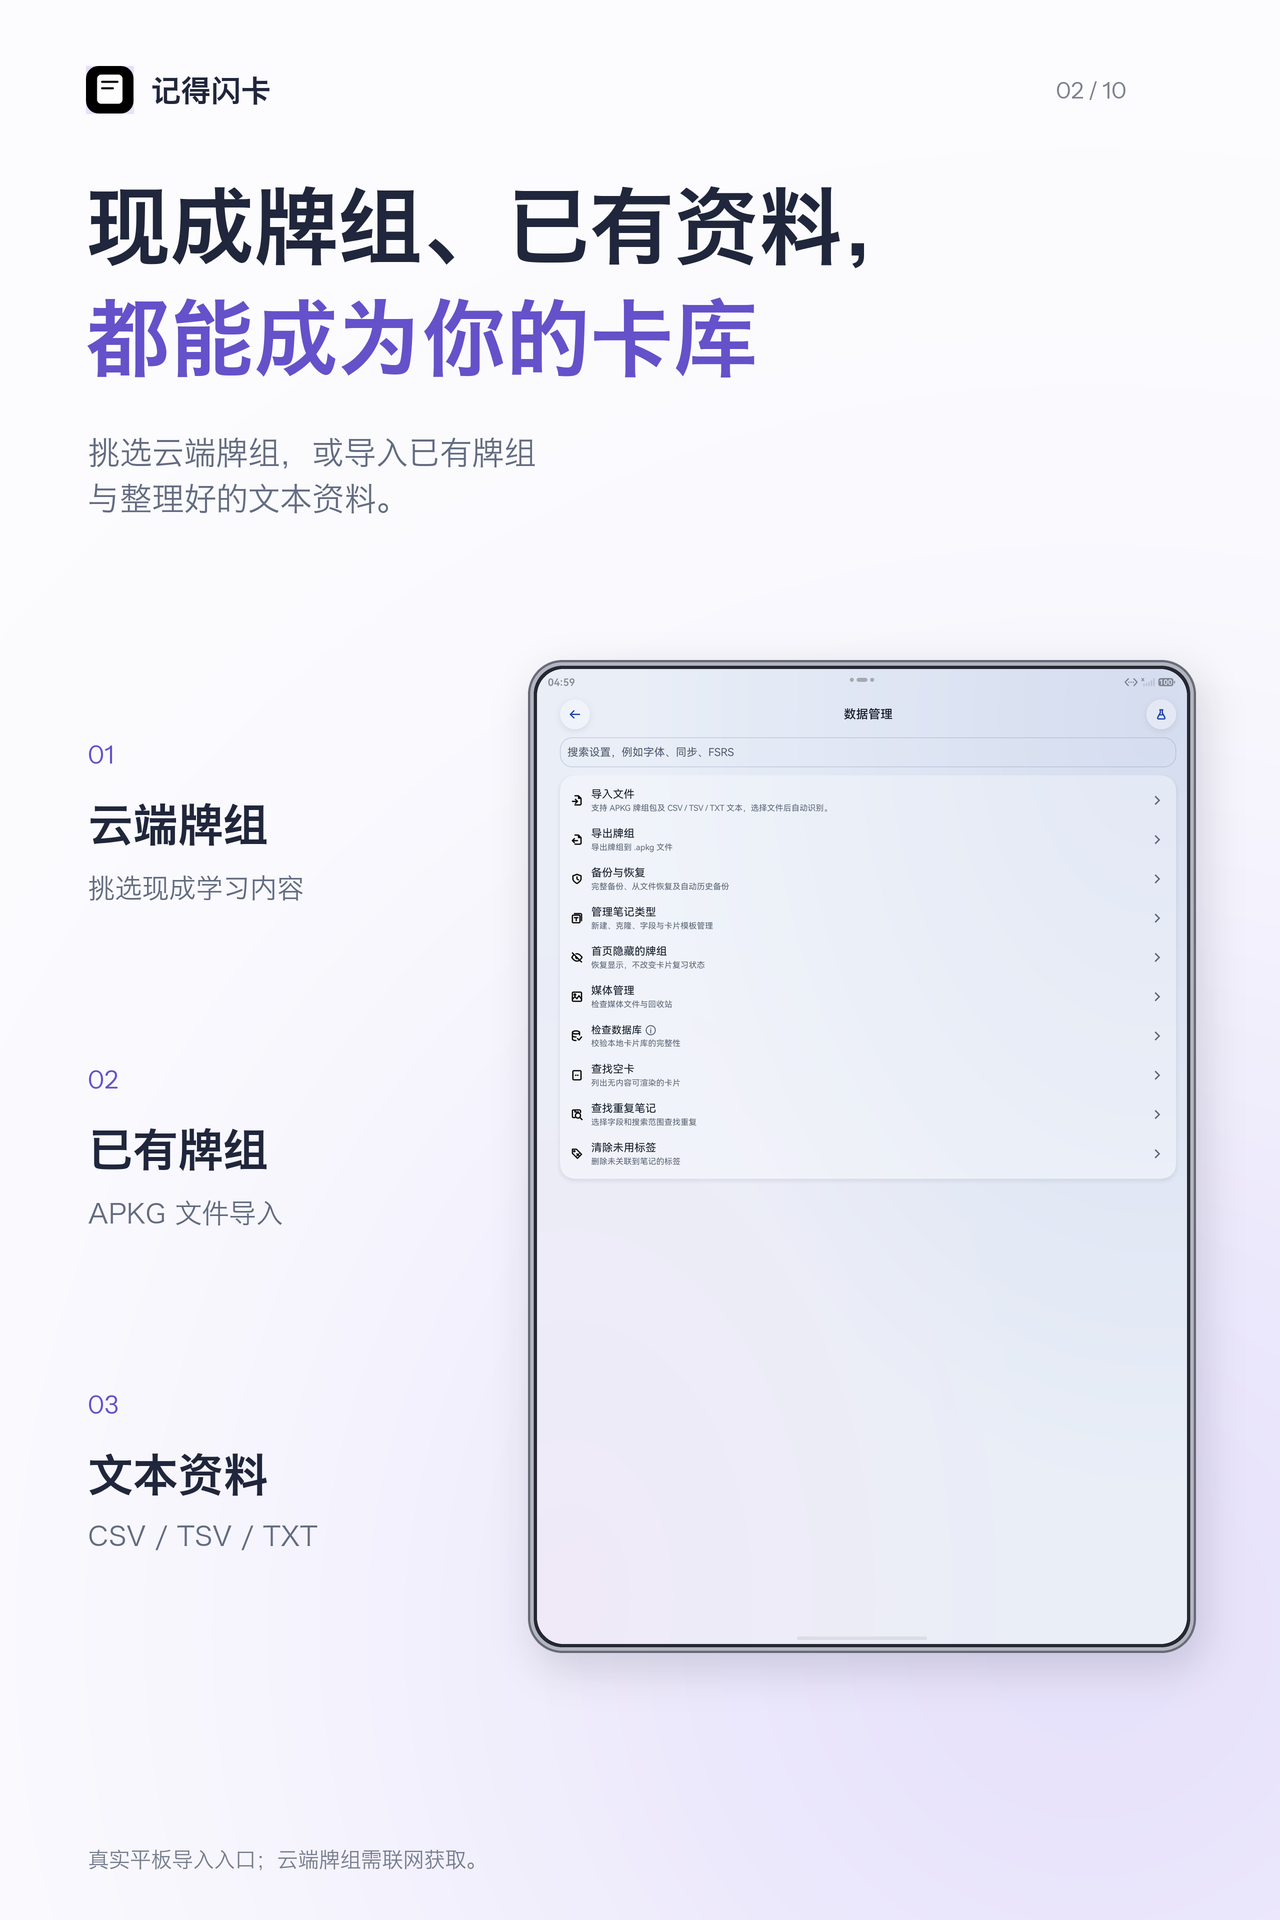 记得闪卡
02 / 10
现成牌组、已有资料，
都能成为你的卡库
挑选云端牌组，或导入已有牌组
与整理好的文本资料。
01
云端牌组
挑选现成学习内容
02
已有牌组
APKG 文件导入
03
文本资料
CSV / TSV / TXT
04:59
100
数据管理
搜索设置，例如字体、同步、FSRS
导入文件
支持 APKG 牌组包及 CSV / TSV / TXT 文本，选择文件后自动识别。
导出牌组
导出牌组到 .apkg 文件
备份与恢复
完整备份、从文件恢复及自动历史备份
管理笔记类型
新建、克隆、字段与卡片模板管理
首页隐藏的牌组
恢复显示，不改变卡片复习状态
媒体管理
检查媒体文件与回收站
检查数据库
校验本地卡片库的完整性
查找空卡
列出无内容可渲染的卡片
查找重复笔记
选择字段和搜索范围查找重复
清除未用标签
删除未关联到笔记的标签
真实平板导入入口；云端牌组需联网获取。